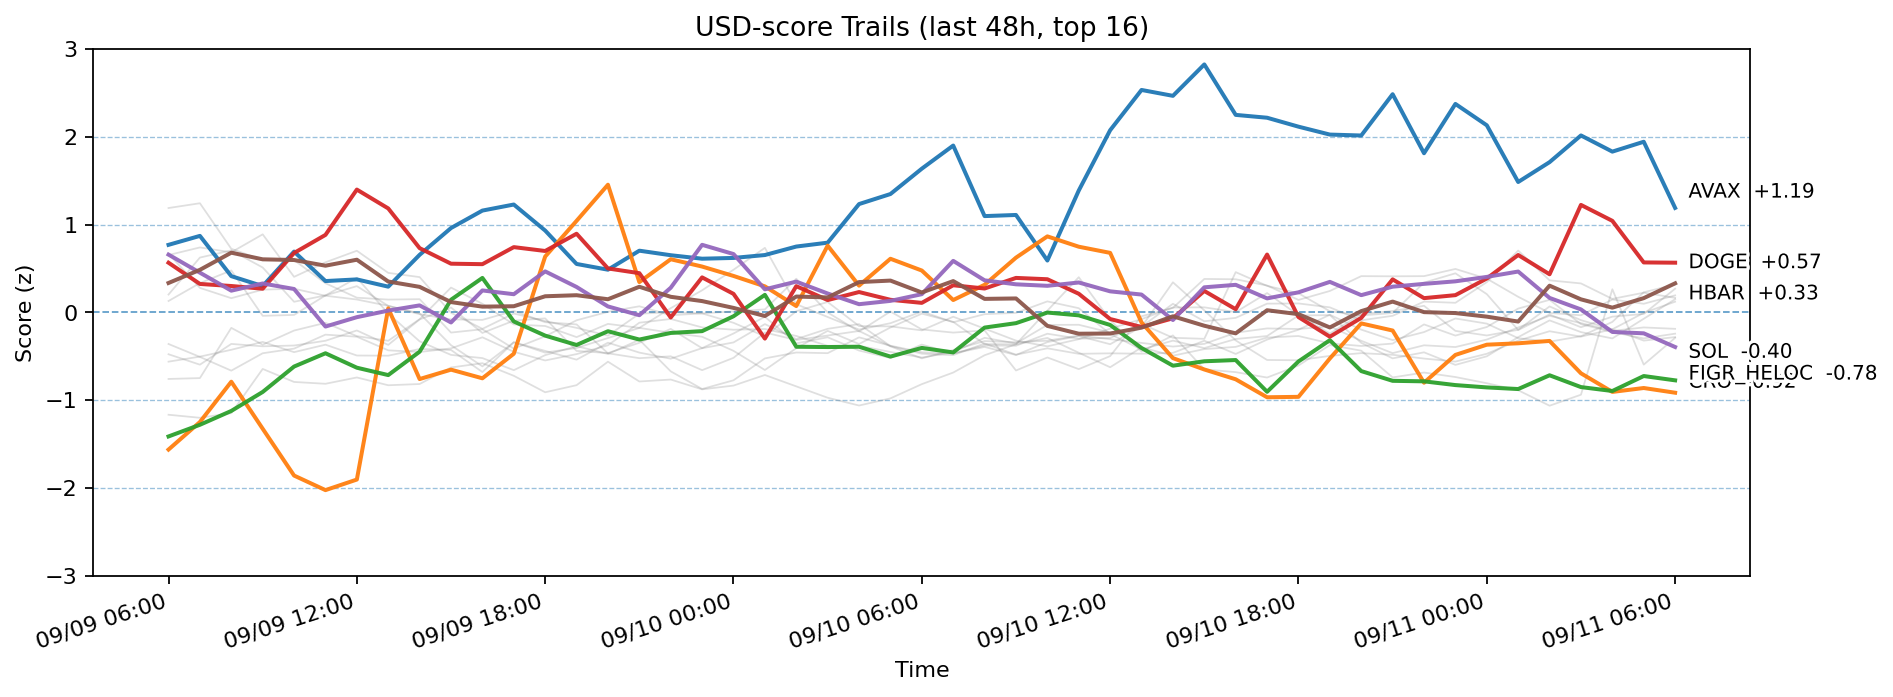 USD-score Trails (last 48h, top 16)
Score (z)
3
2
1
0
−1
−2
−3
AVAX +1.19
DOGE +0.57
HBAR +0.33
SOL -0.40
FIGR_HELOC -0.78
09/09 06:00
09/09 12:00
09/09 18:00
09/10 00:00
09/10 06:00
09/10 12:00
09/10 18:00
09/11 00:00
09/11 06:00
Time